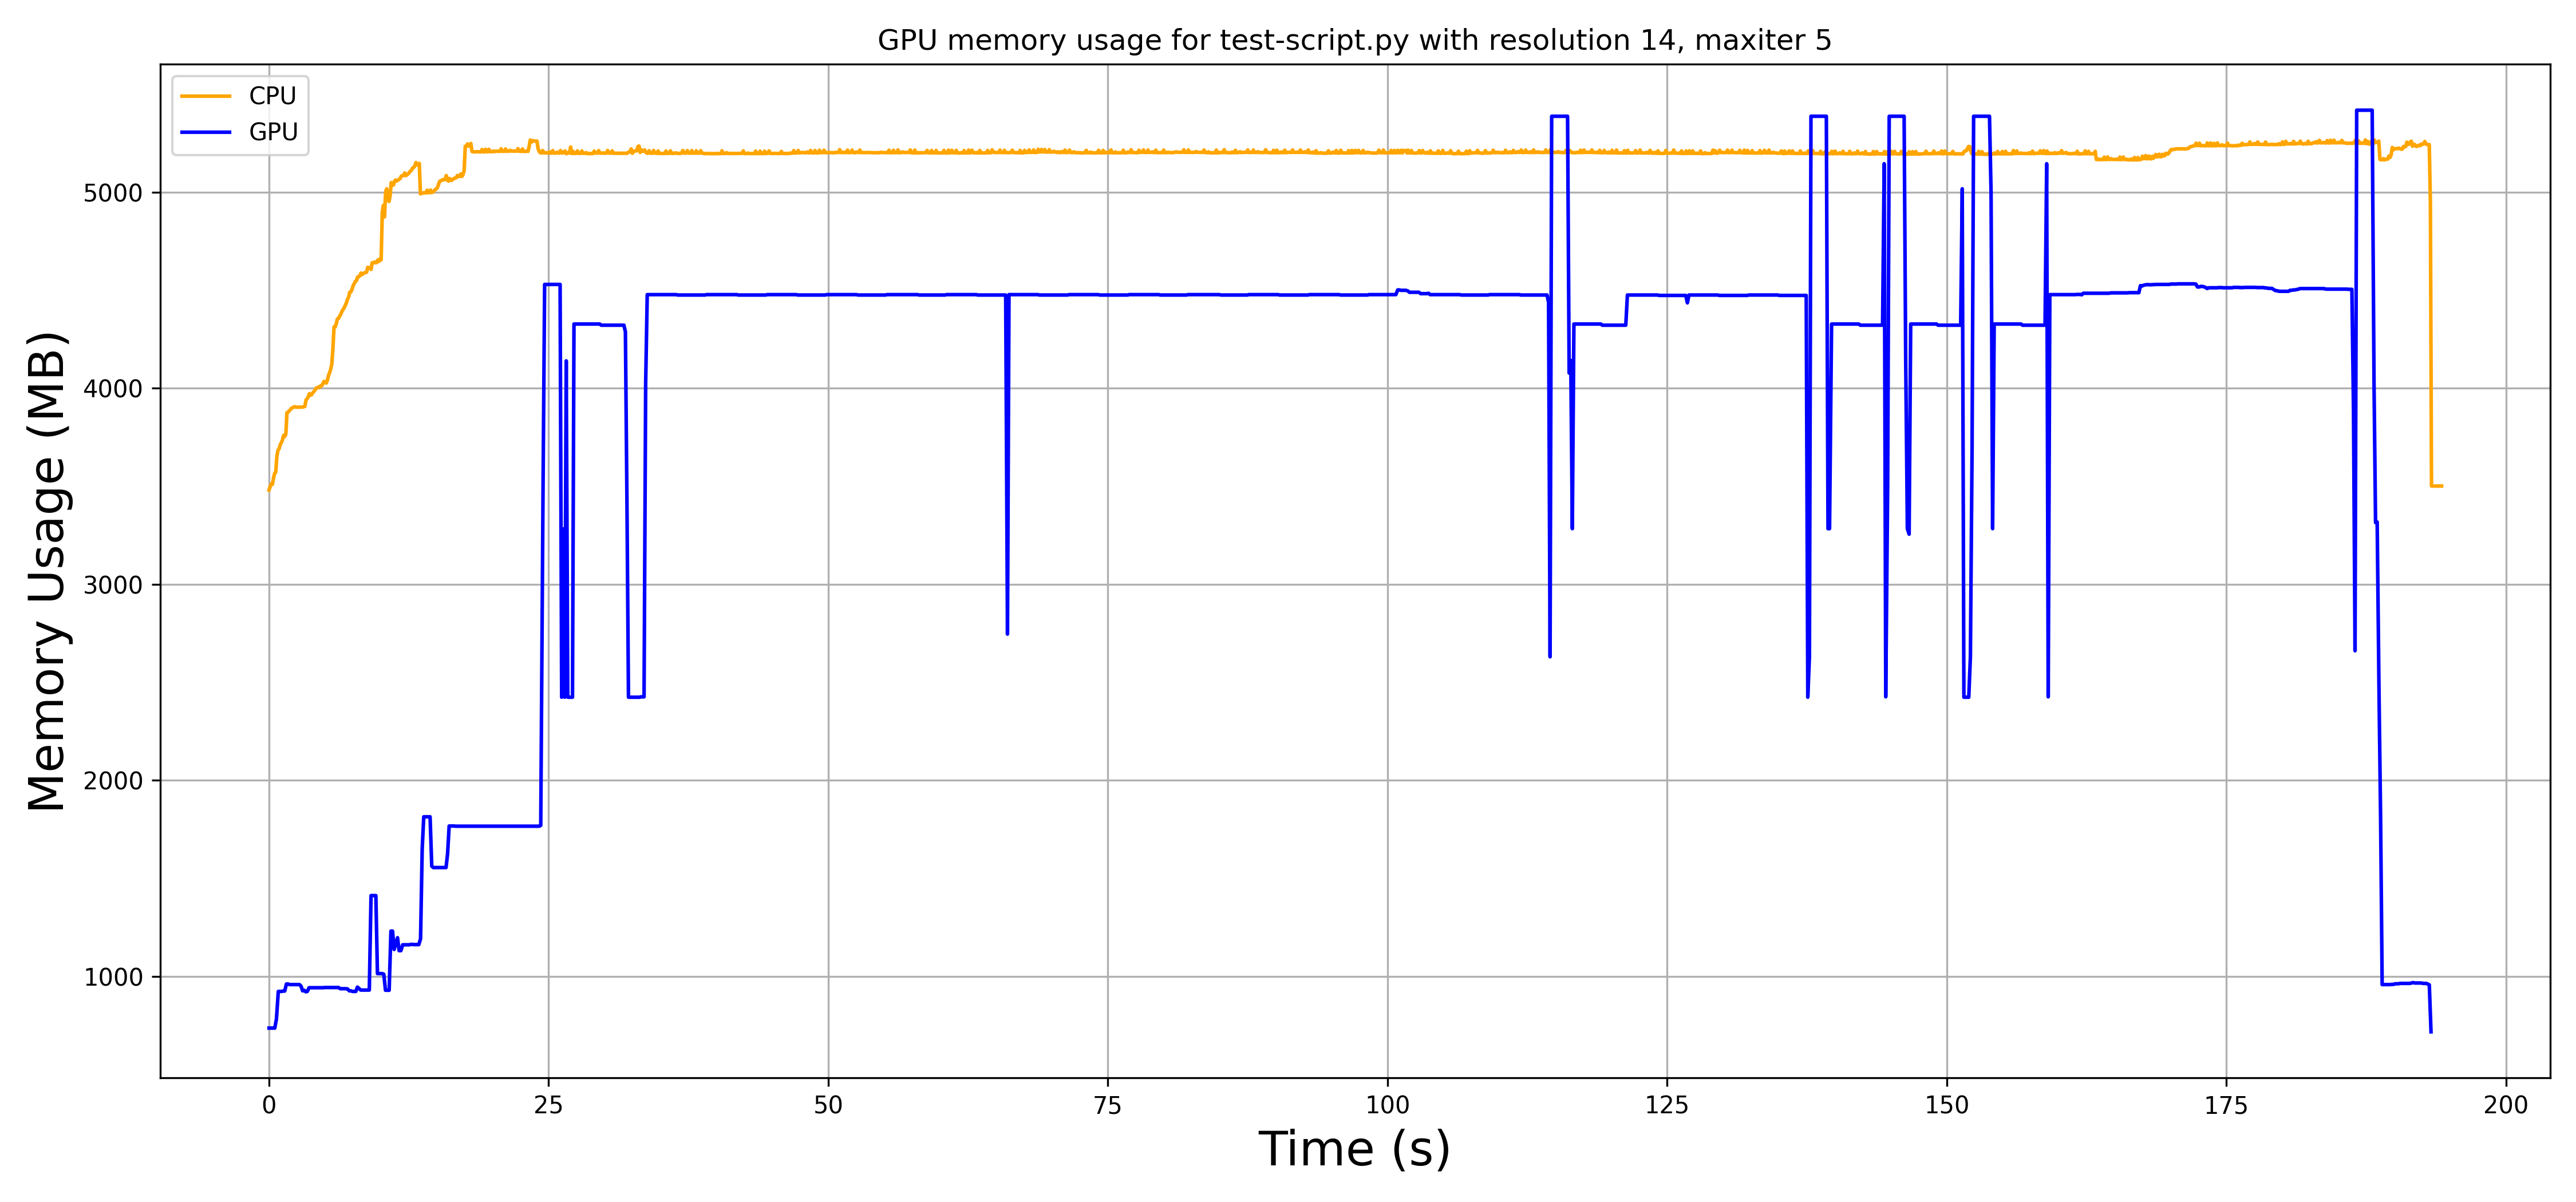 GPU memory usage for test-script.py with resolution 14, maxiter 5
CPU
GPU
Memory Usage (MB)
5000
4000
3000
2000
1000
0 25 50 75 100 125 150 175 200
Time (s)